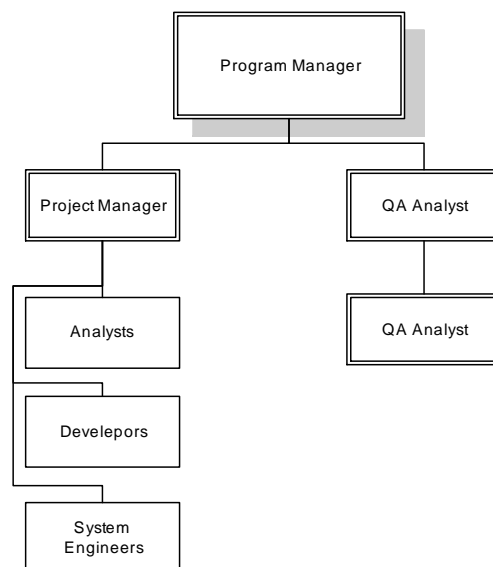 Program Manager
Project Manager
QA Analyst
Analysts
QA Analyst
Develepors
System
Engineers